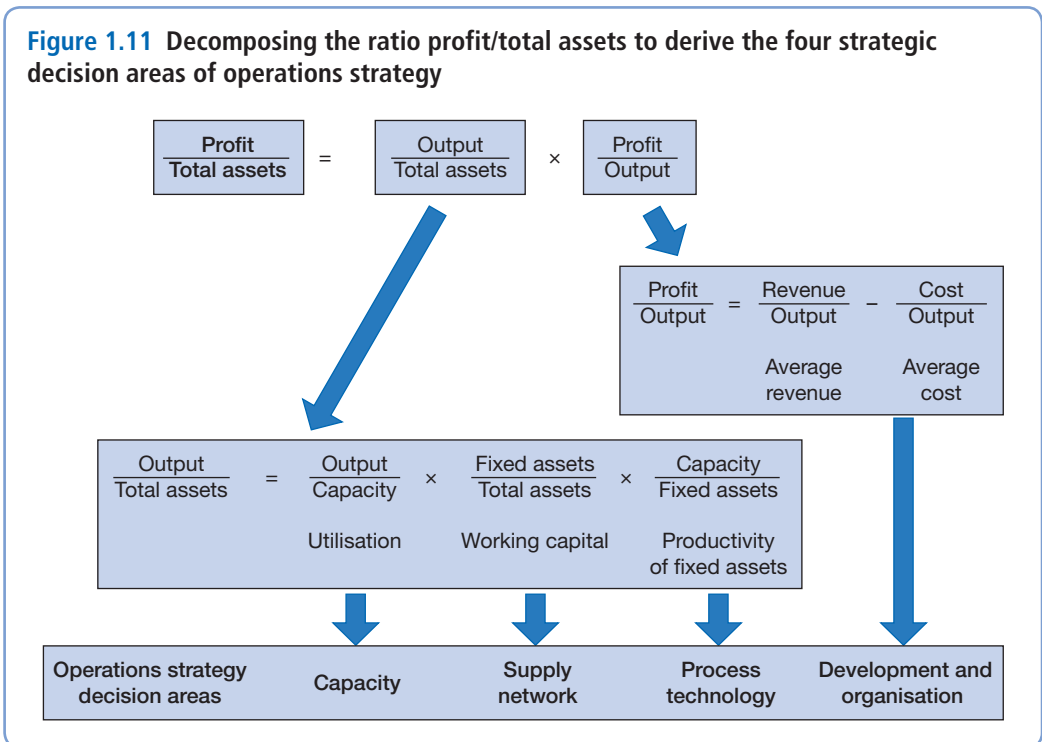 Figure 1.11 Decomposing the ratio profit/total assets to derive the four strategic
decision areas of operations strategy
Profit
Total assets
=
Output
Total assets
×
Profit
Output
Profit
Output
=
Revenue
Output
–
Cost
Output
Average
revenue
Average
cost
Output
Total assets
=
Output
Capacity
×
Fixed assets
Total assets
×
Capacity
Fixed assets
Utilisation
Working capital
Productivity
of fixed assets
Operations strategy
decision areas
Capacity
Supply
network
Process
technology
Development and
organisation